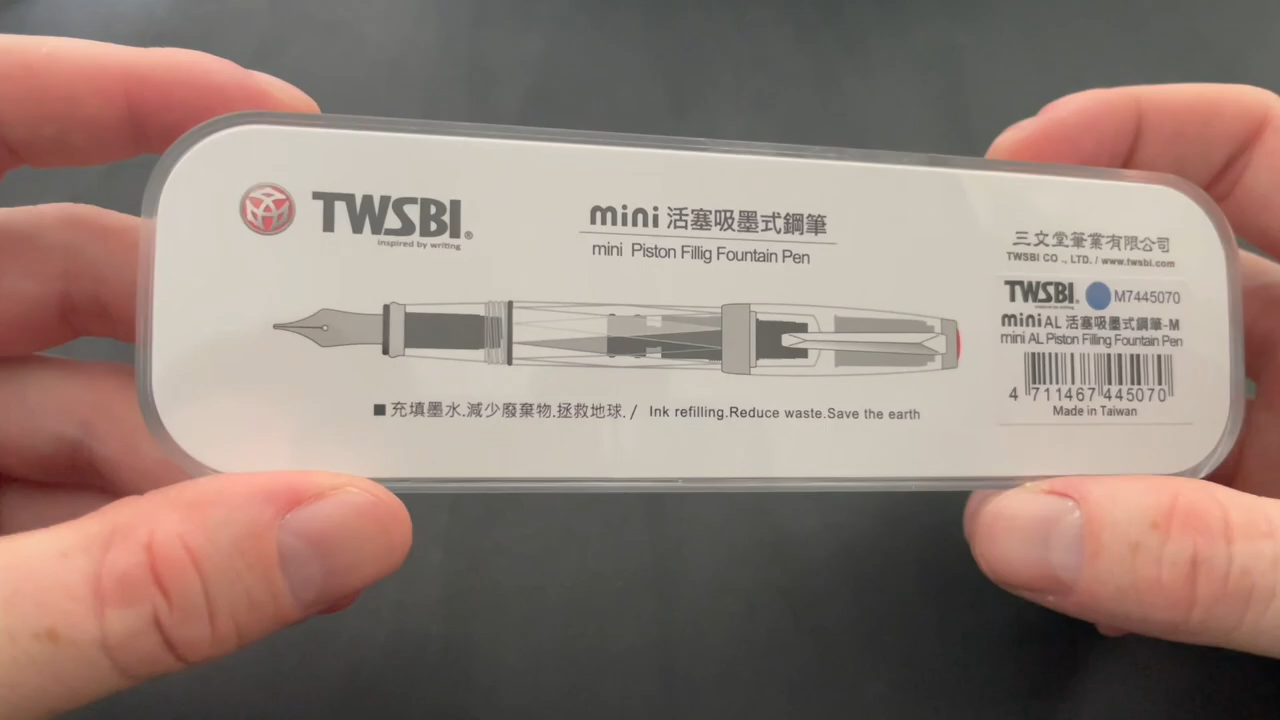 TWSBI®
inspired by writing
mini 活塞吸墨式鋼筆
mini Piston Fillig Fountain Pen
■ 充填墨水.減少廢棄物.拯救地球. / Ink refilling.Reduce waste.Save the earth
三文堂筆業有限公司
TWSBI CO ., LTD. / www.twsbi.com
TWSBI® M7445070
inspired by writing
mini AL 活塞吸墨式鋼筆-M
mini AL Piston Filling Fountain Pen
4 711467 445070
Made in Taiwan